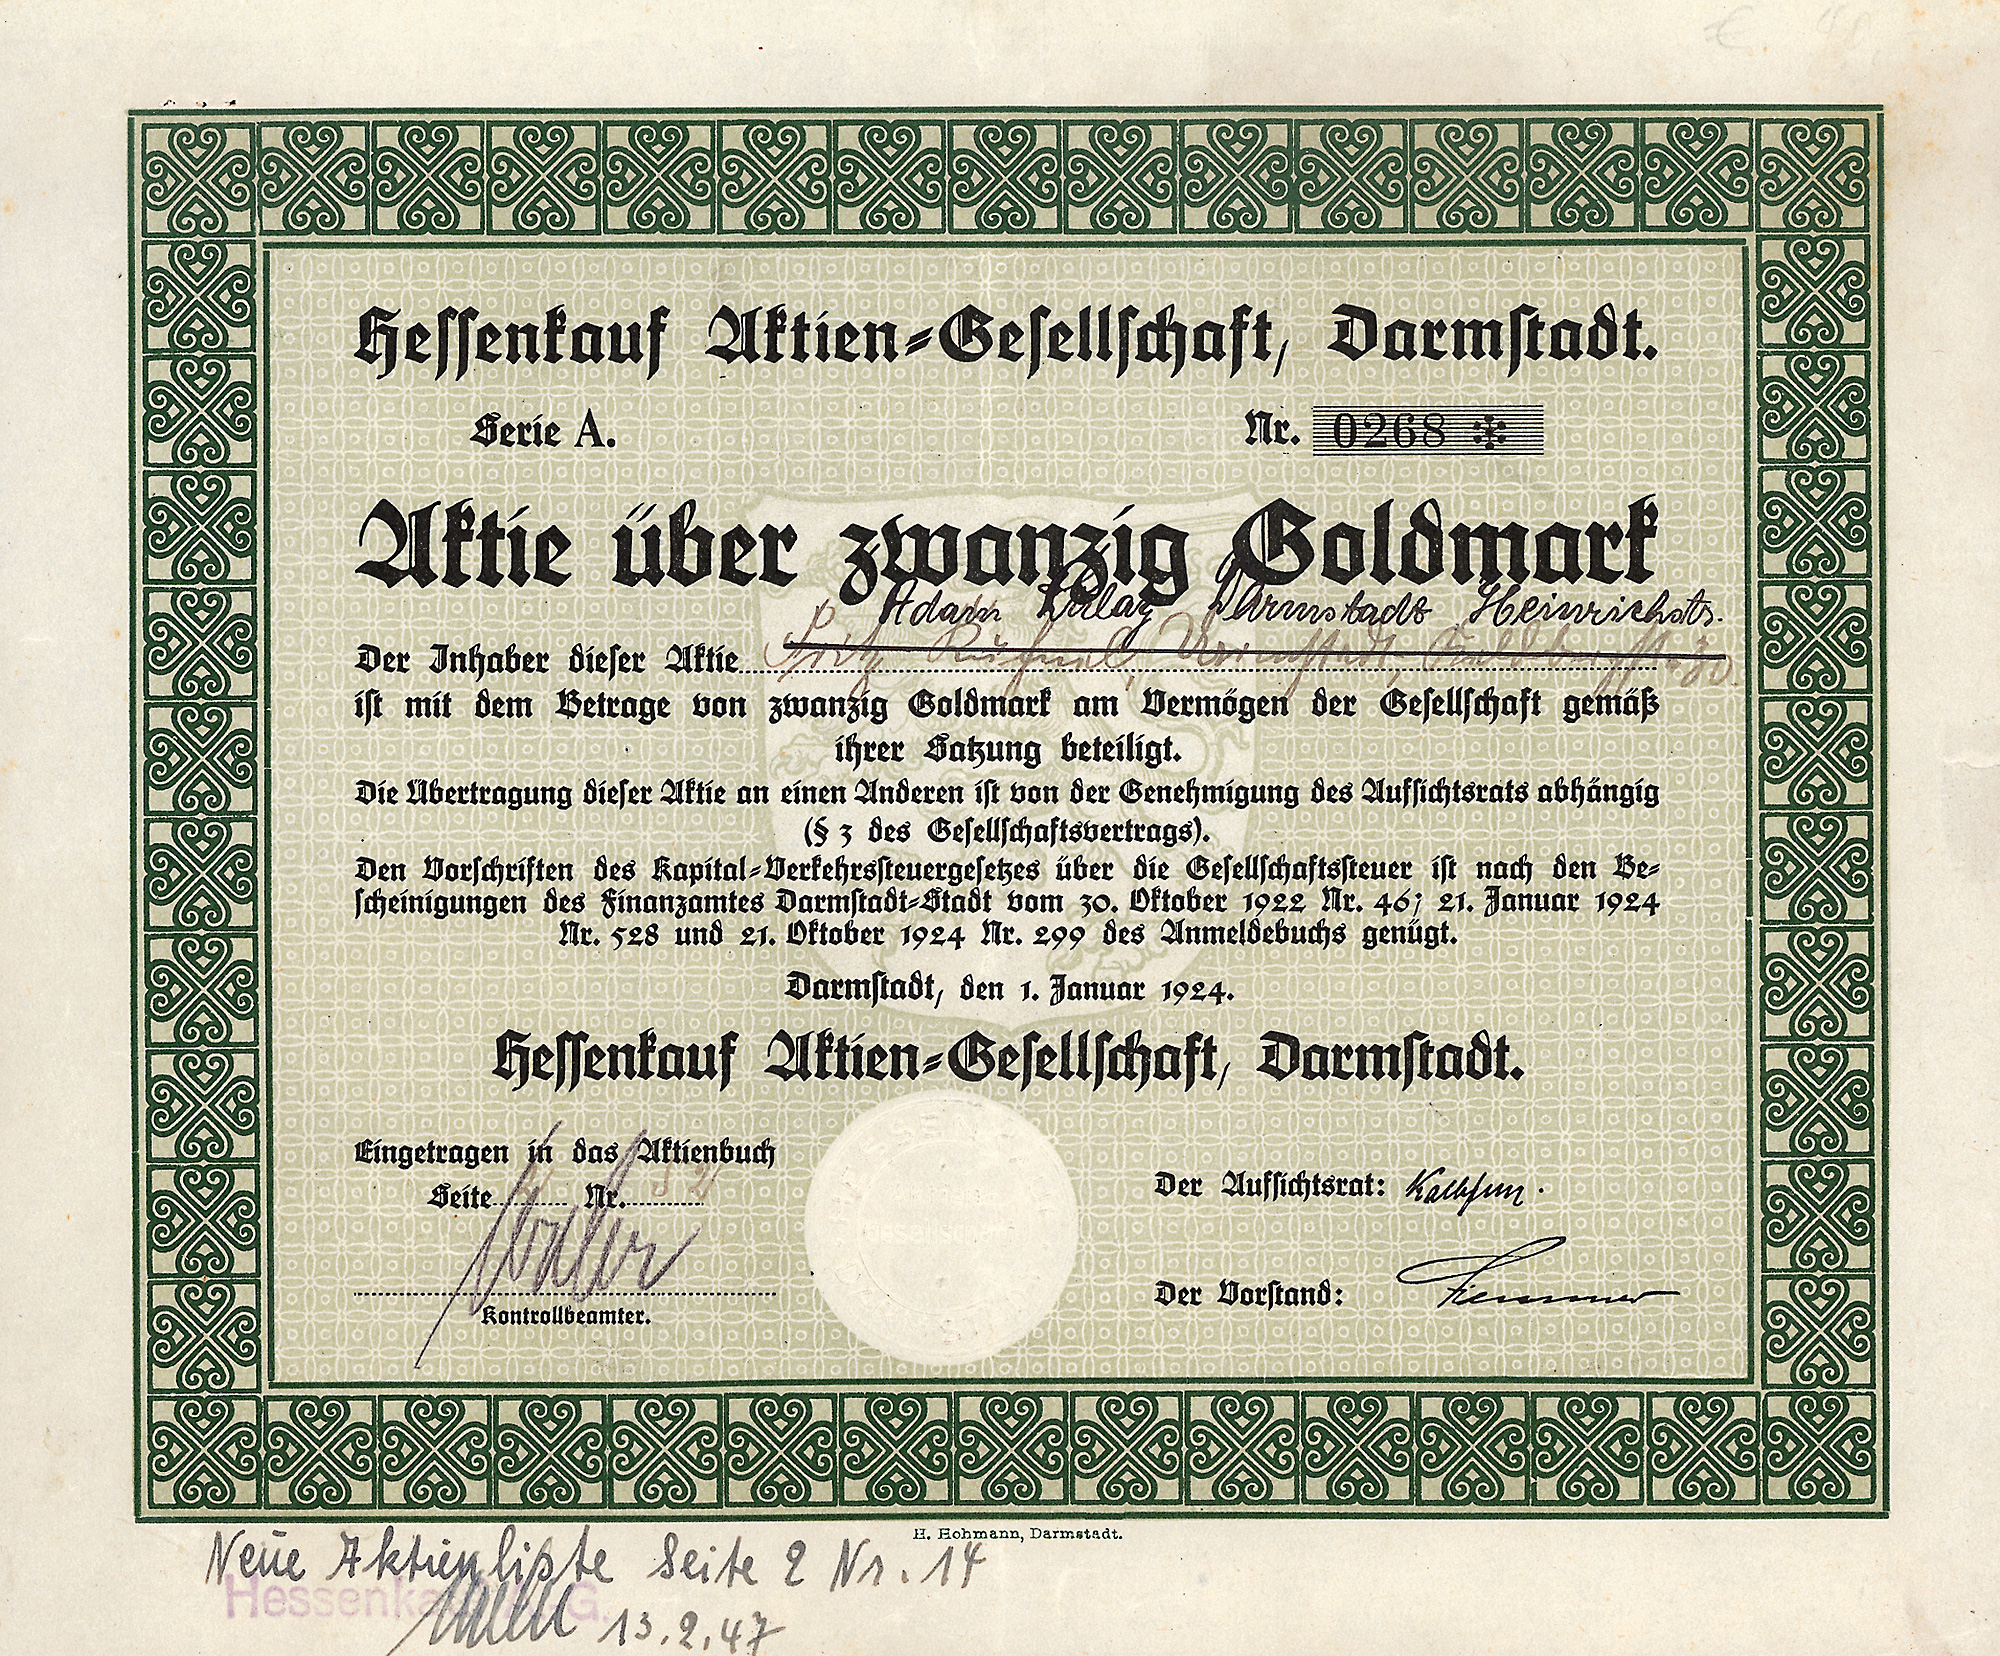 Hessenkauf Aktien-Gesellschaft, Darmstadt.
Serie A. Nr. 0268
Aktie über zwanzig Goldmark
Adam Darmstadt Heinrichstr.
Der Inhaber dieser Aktie Fritz Darmstadt, 30.
ist mit dem Betrage von zwanzig Goldmark am Vermögen der Gesellschaft gemäß
ihrer Satzung beteiligt.
Die Übertragung dieser Aktie an einen Anderen ist von der Genehmigung des Aufsichtsrats abhängig
(§ 3 des Gesellschaftsvertrags).
Den Vorschriften des Kapital-Verkehrssteuergesetzes über die Gesellschaftssteuer ist nach den Be-
scheinigungen des Finanzamtes Darmstadt-Stadt vom 30. Oktober 1922 Nr. 46; 21. Januar 1924
Nr. 528 und 21. Oktober 1924 Nr. 299 des Anmeldebuchs genügt.
Darmstadt, den 1. Januar 1924.
Hessenkauf Aktien-Gesellschaft, Darmstadt.
Eingetragen in das Aktienbuch
Seite Nr.
Kontrollbeamter.
Der Aufsichtsrat:
Der Vorstand:
H. Hohmann, Darmstadt.
Neue Aktienliste Seite 2 Nr. 14
Hessenkauf A.G.
13.2.47